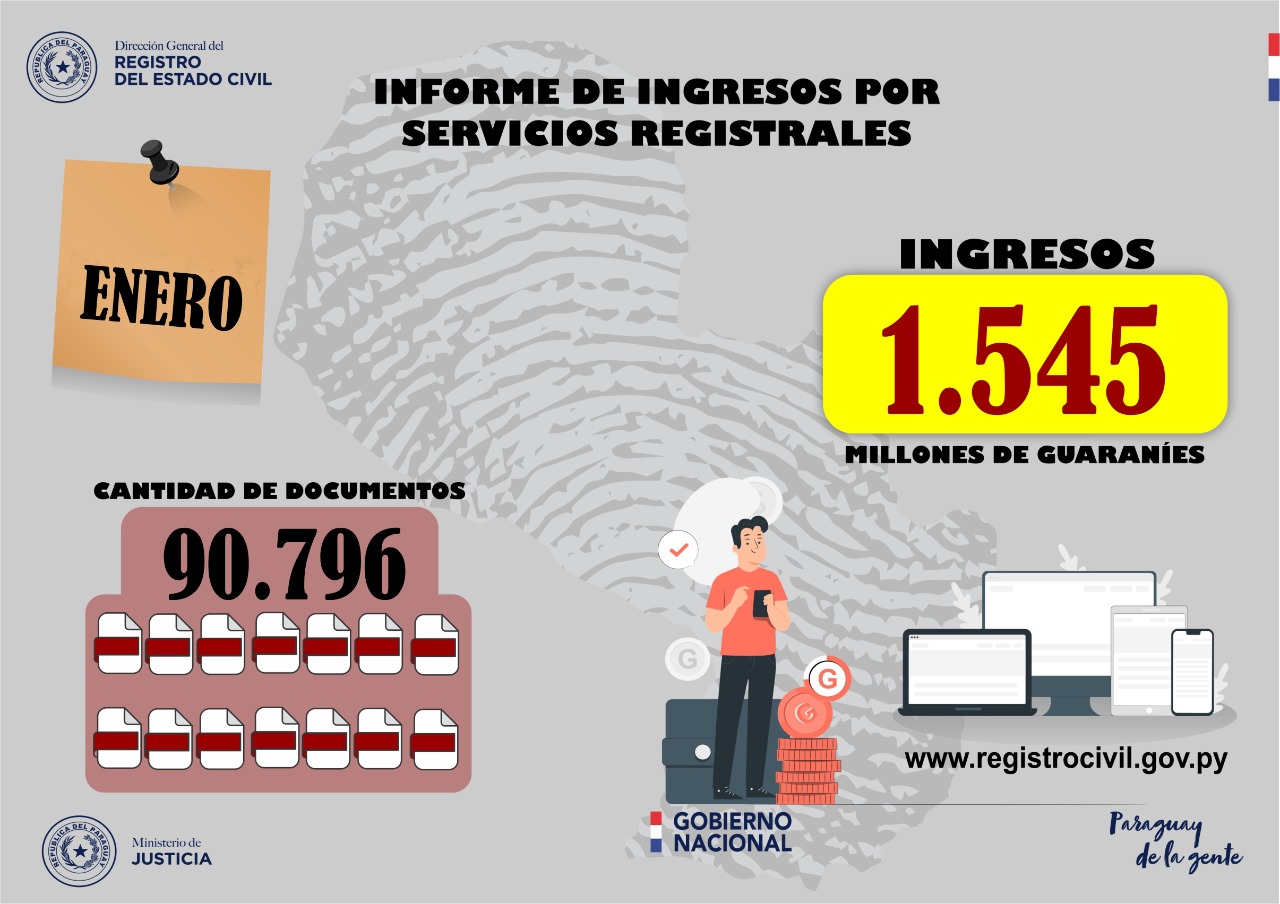 Dirección General del
REGISTRO
DEL ESTADO CIVIL
REPUBLICA DEL PARAGUAY
INFORME DE INGRESOS POR
SERVICIOS REGISTRALES
ENERO
INGRESOS
1.545
MILLONES DE GUARANÍES
CANTIDAD DE DOCUMENTOS
90.796
G
G
G
www.registrocivil.gov.py
REPUBLICA DEL PARAGUAY
Ministerio de
JUSTICIA
GOBIERNO
NACIONAL
Paraguay
de la gente